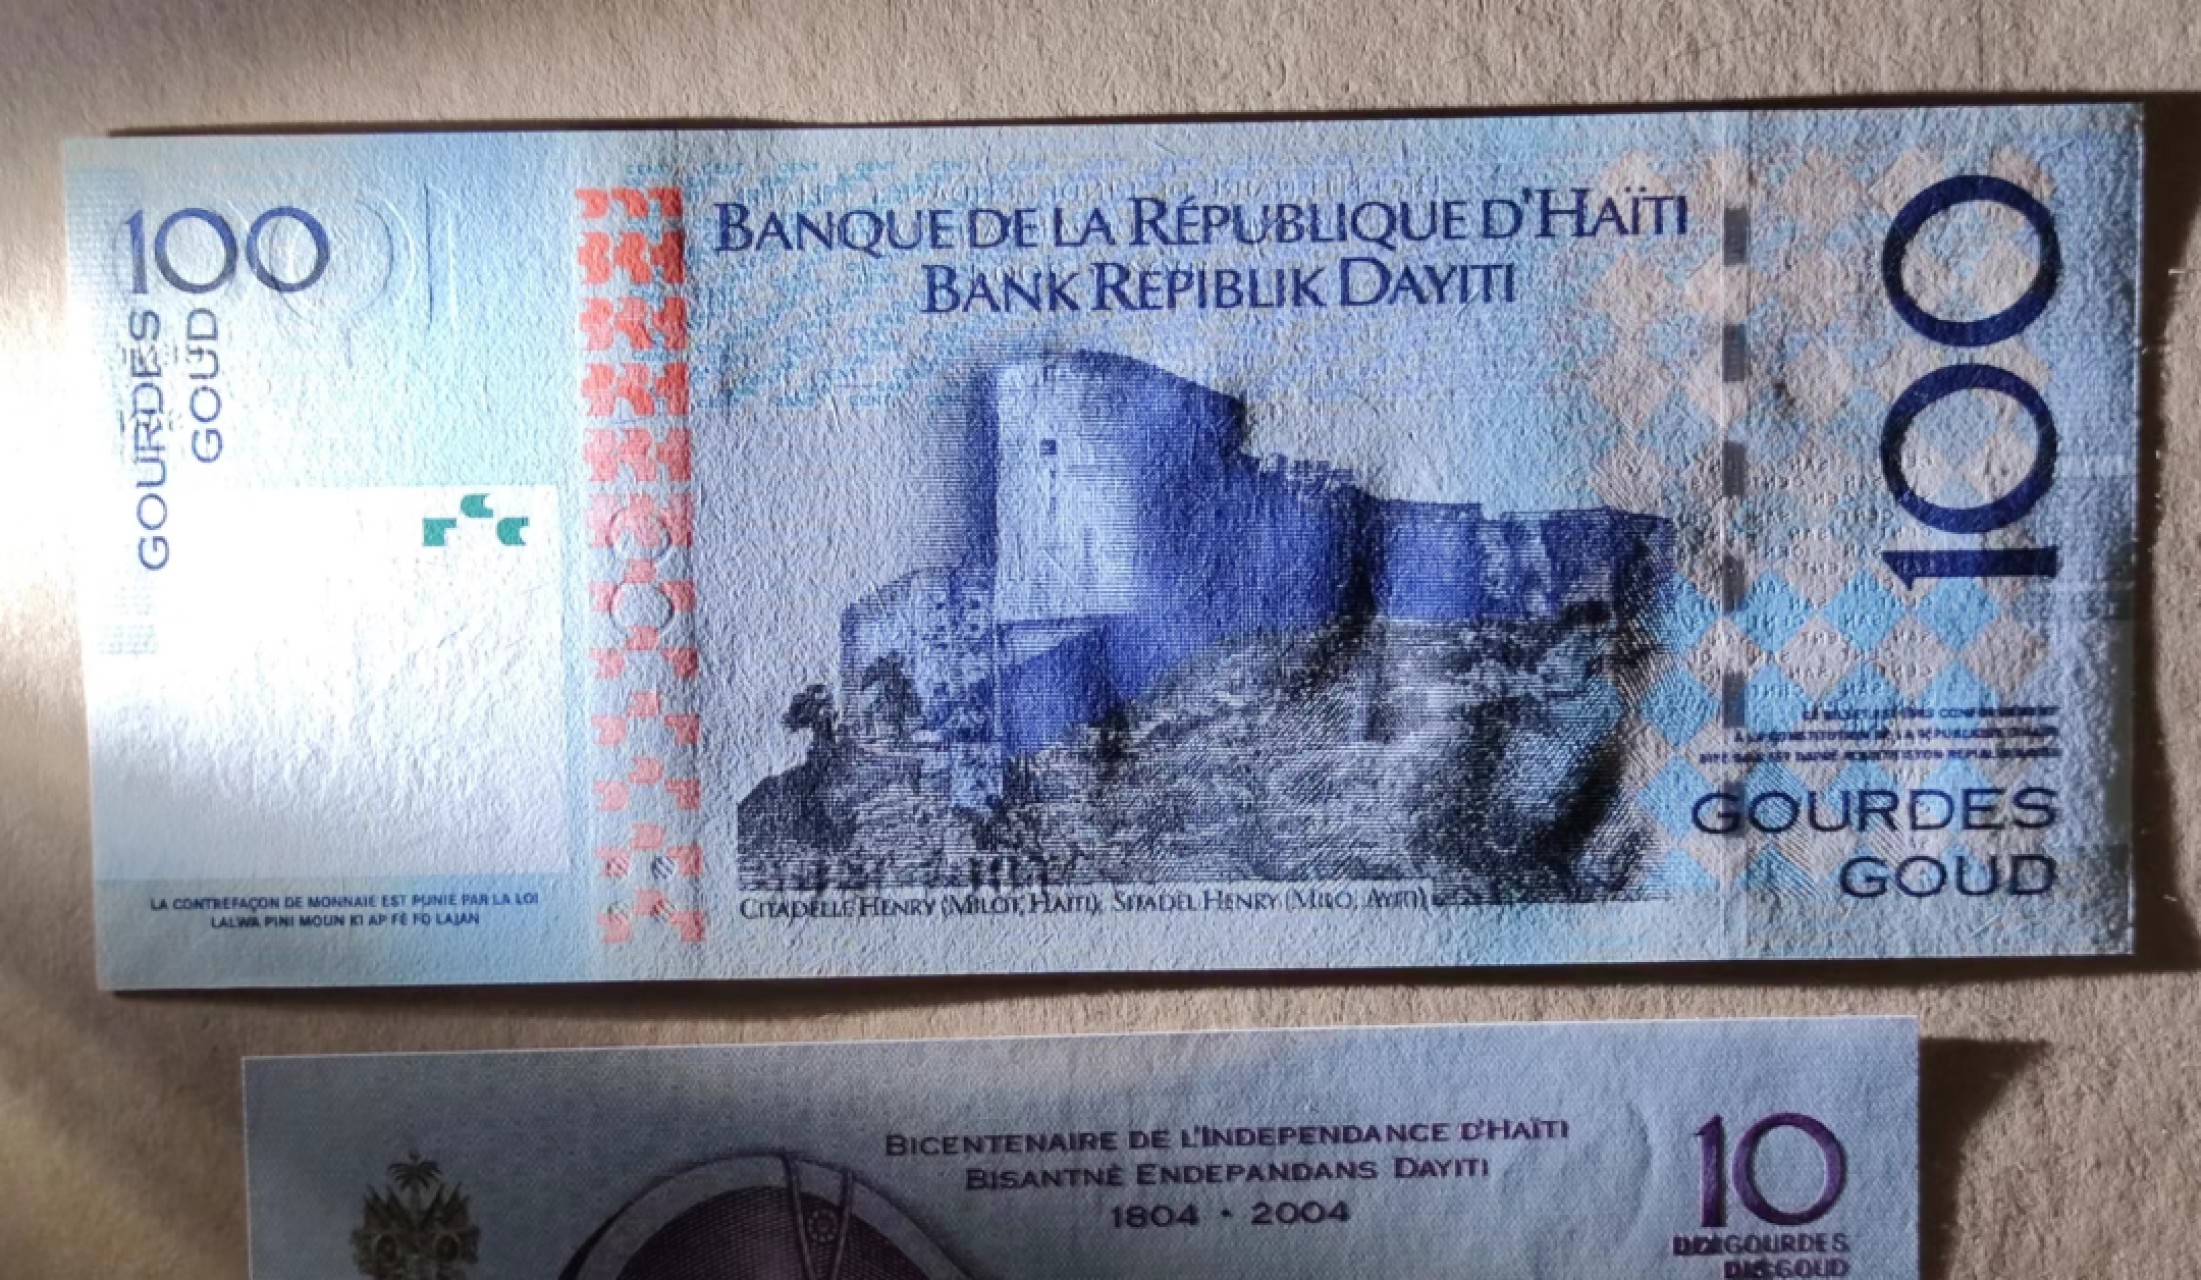 100
GOURDES
GOUD
BANQUE DE LA RÉPUBLIQUE D'HAÏTI
BANK REPIBLIK DAYITI
100
GOURDES
GOUD
CITADELLE HENRY (MILOT, HAITI), SITADÈL HENRY (MILO, AYITI)
LA CONTREFAÇON DE MONNAIE EST PUNIE PAR LA LOI
LALWA PINI MOUN KI AP FÈ FO LAJAN
BICENTENAIRE DE L'INDEPENDANCE D'HAÏTI
BISANTNÈ ENDEPANDANS DAYITI
1804 • 2004
10
GOURDES
GOUD